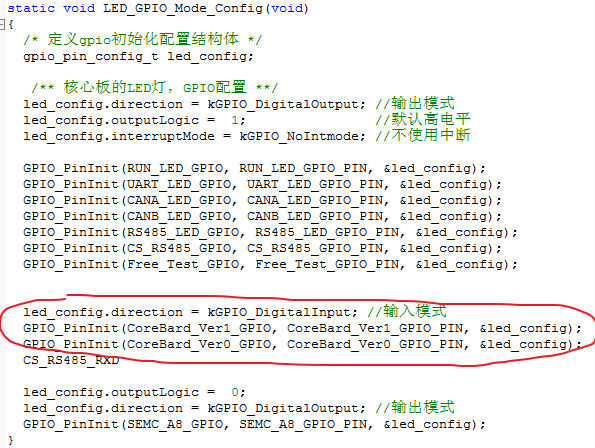 static void LED_GPIO_Mode_Config(void)
{
/* 定义gpio初始化配置结构体 */
gpio_pin_config_t led_config;
/** 核心板的LED灯，GPIO配置 **/
led_config.direction = kGPIO_DigitalOutput; //输出模式
led_config.outputLogic =  1; //默认高电平
led_config.interruptMode = kGPIO_NoIntmode; //不使用中断
GPIO_PinInit(RUN_LED_GPIO, RUN_LED_GPIO_PIN, &led_config);
GPIO_PinInit(UART_LED_GPIO, UART_LED_GPIO_PIN, &led_config);
GPIO_PinInit(CANA_LED_GPIO, CANA_LED_GPIO_PIN, &led_config);
GPIO_PinInit(CANB_LED_GPIO, CANB_LED_GPIO_PIN, &led_config);
GPIO_PinInit(RS485_LED_GPIO, RS485_LED_GPIO_PIN, &led_config);
GPIO_PinInit(CS_RS485_GPIO, CS_RS485_GPIO_PIN, &led_config);
GPIO_PinInit(Free_Test_GPIO, Free_Test_GPIO_PIN, &led_config);
led_config.direction = kGPIO_DigitalInput; //输入模式
GPIO_PinInit(CoreBard_Ver1_GPIO, CoreBard_Ver1_GPIO_PIN, &led_config);
GPIO_PinInit(CoreBard_Ver0_GPIO, CoreBard_Ver0_GPIO_PIN, &led_config);
CS_RS485_RXD
led_config.outputLogic =  0;
led_config.direction = kGPIO_DigitalOutput; //输出模式
GPIO_PinInit(SEMC_A8_GPIO, SEMC_A8_GPIO_PIN, &led_config);
}